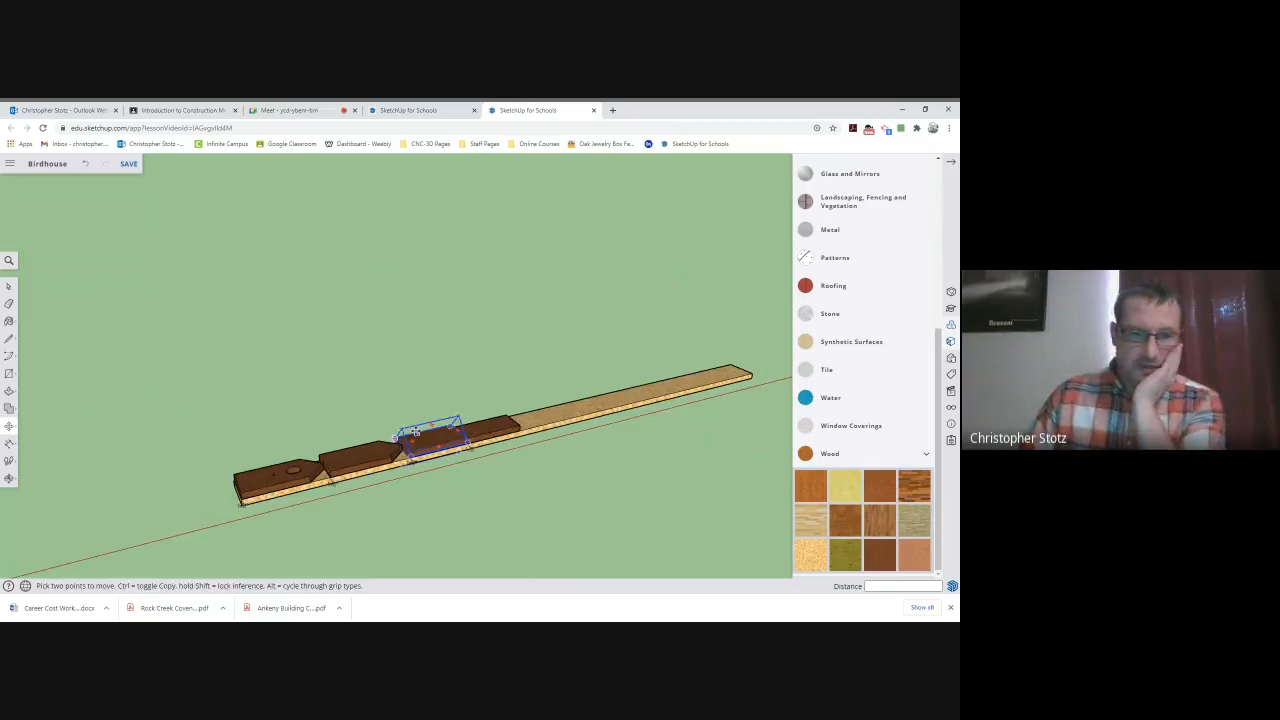 Christopher Stotz - Outlook We
Introduction to Construction M
Meet - ycd-ybem-tim
SketchUp for Schools
SketchUp for Schools
edu.sketchup.com/app?lessonVideoId=IAGvgvIld4M
Apps
Inbox - christopher....
Christopher Stotz -...
Infinite Campus
Google Classroom
Dashboard - Weebly
CNC-3D Pages
Staff Pages
Online Courses
Oak Jewelry Box Fe...
SketchUp for Schools
Birdhouse
SAVE
Glass and Mirrors
Landscaping, Fencing and
Vegetation
Metal
Patterns
Roofing
Stone
Synthetic Surfaces
Tile
Water
Window Coverings
Wood
Christopher Stotz
Pick two points to move. Ctrl = toggle Copy, hold Shift = lock inference, Alt = cycle through grip types.
Distance
Career Cost Work....docx
Rock Creek Coven....pdf
Ankeny Building C....pdf
Show all